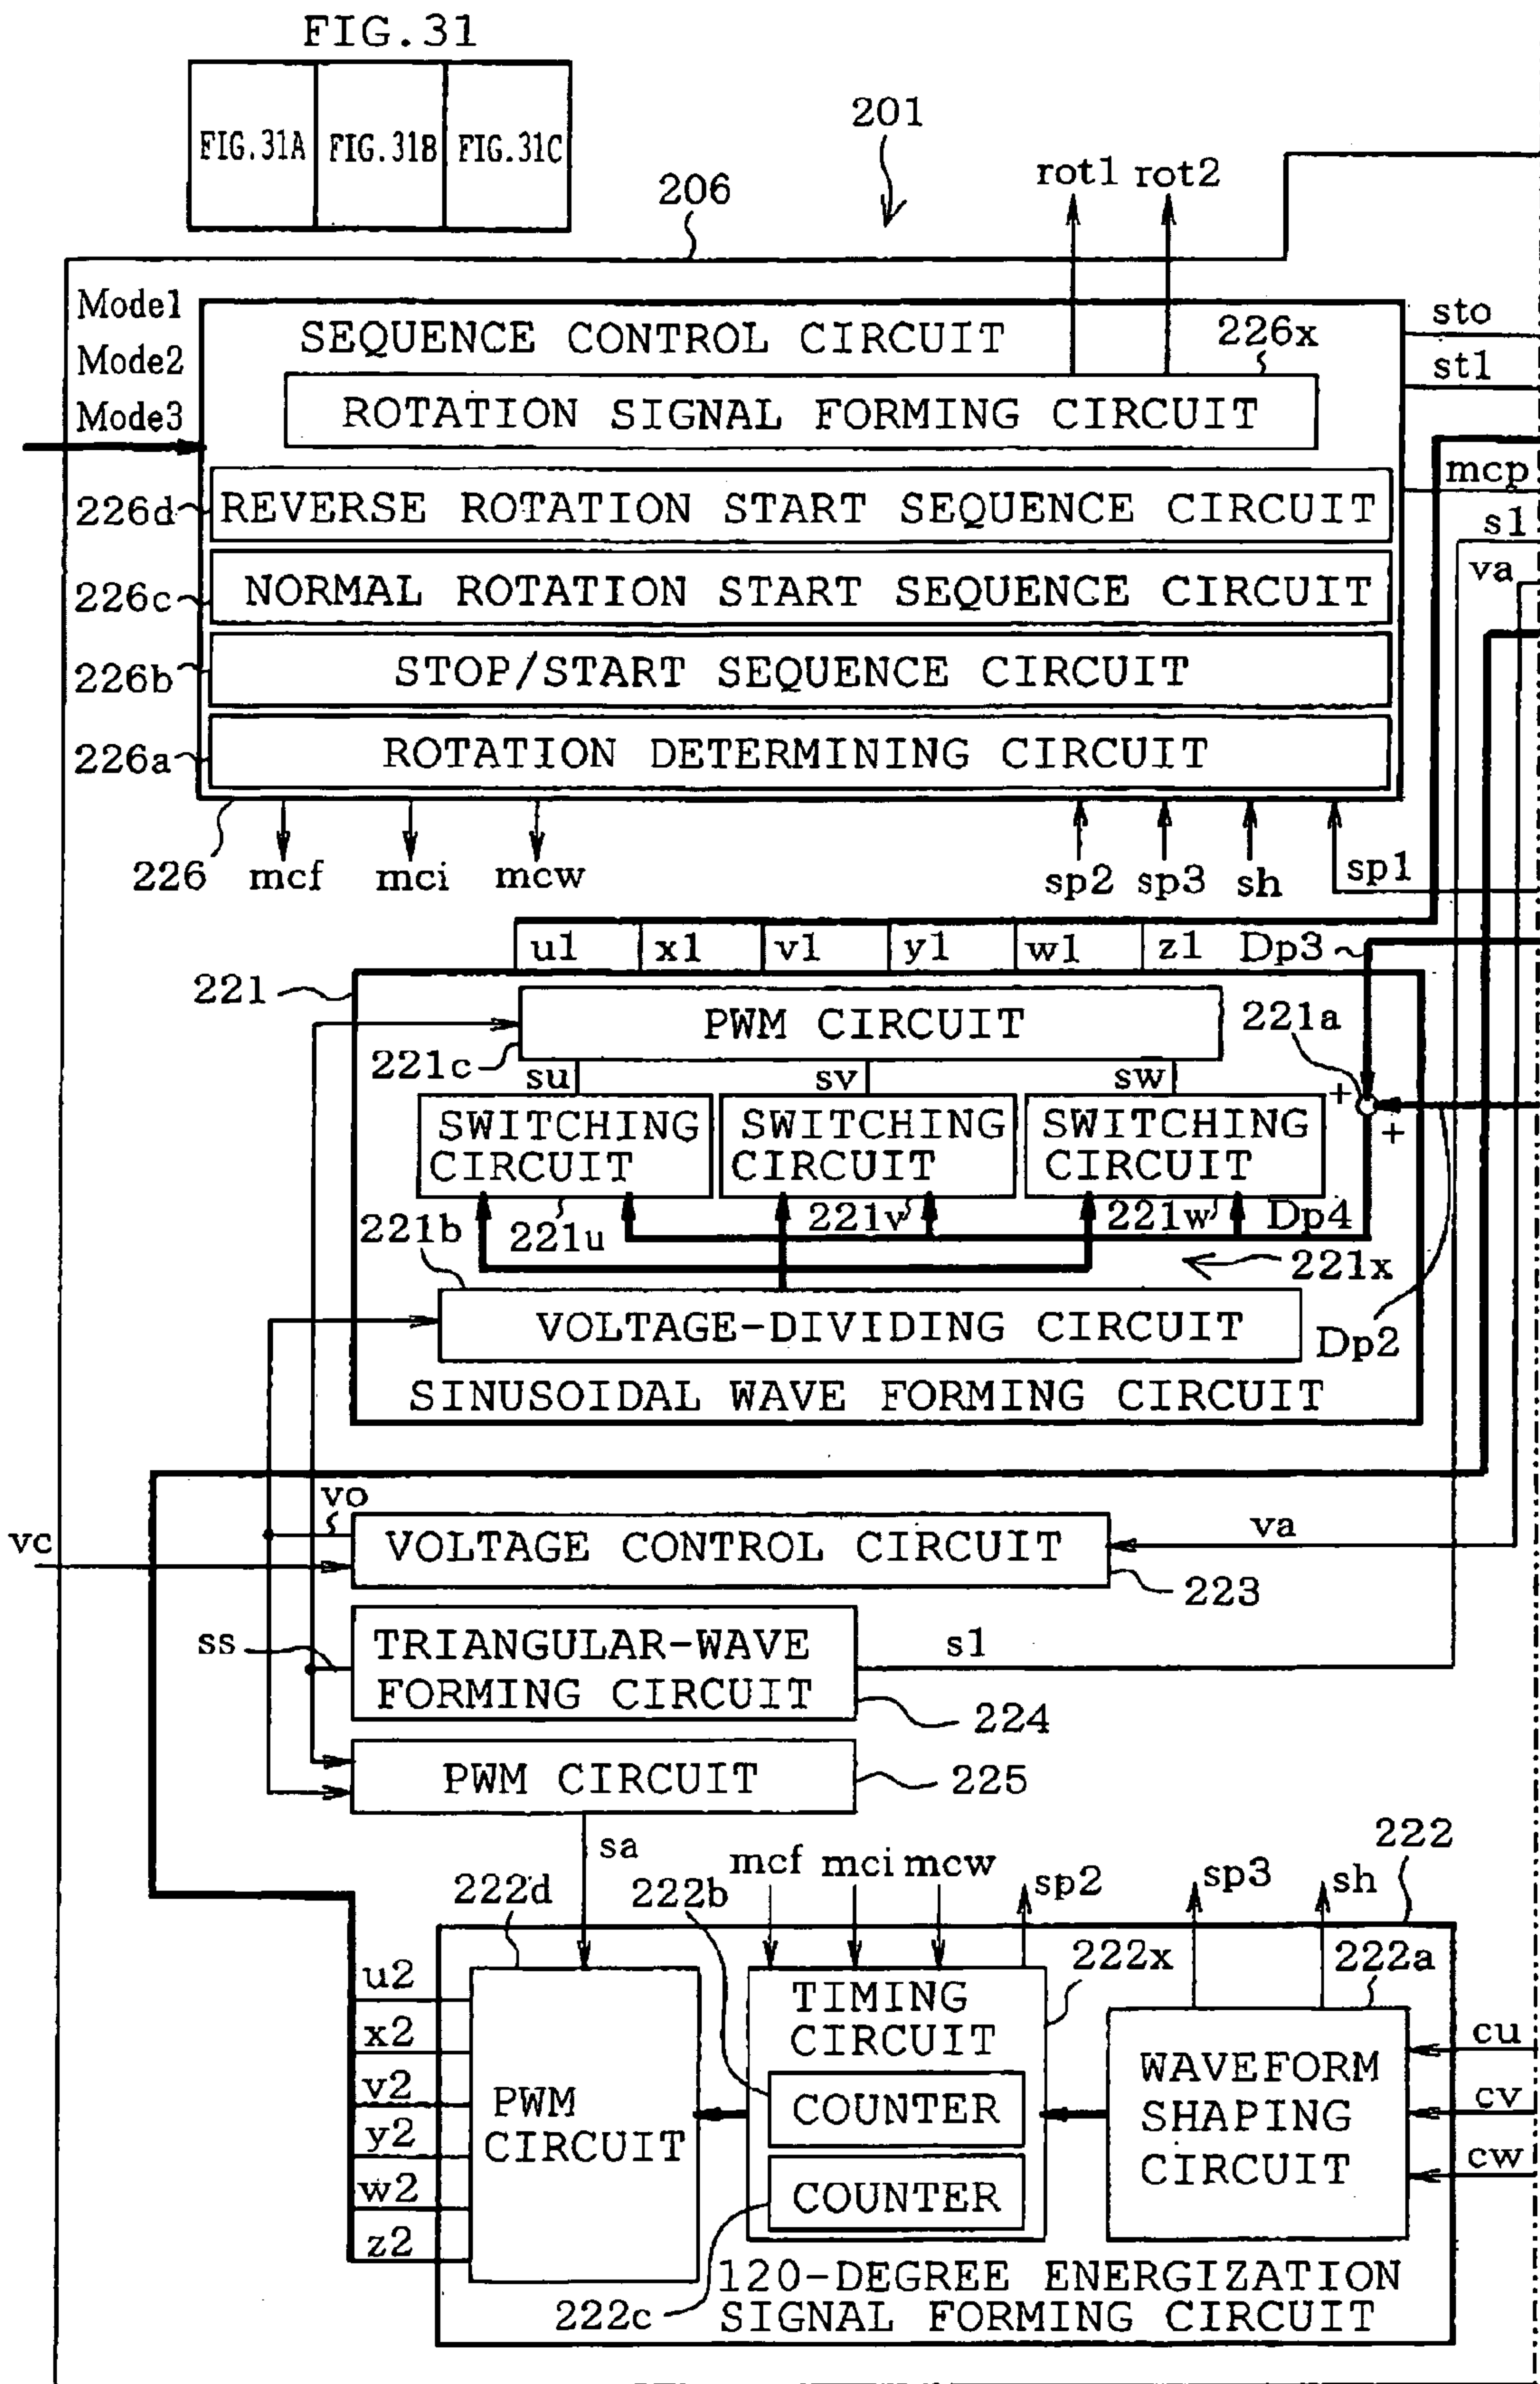 FIG.31
FIG.31A FIG.31B FIG.31C
201
206
rot1 rot2
Mode1
Mode2
Mode3
SEQUENCE CONTROL CIRCUIT
226x
ROTATION SIGNAL FORMING CIRCUIT
sto
st1
mcp
s1
va
226d
REVERSE ROTATION START SEQUENCE CIRCUIT
226c
NORMAL ROTATION START SEQUENCE CIRCUIT
226b
STOP/START SEQUENCE CIRCUIT
226a
ROTATION DETERMINING CIRCUIT
226 mcf mci mcw sp2 sp3 sh sp1
u1 x1 v1 y1 w1 z1 Dp3
221
PWM CIRCUIT
221a
221c
su sv sw
+
+
SWITCHING
CIRCUIT
SWITCHING
CIRCUIT
SWITCHING
CIRCUIT
221b 221u 221v 221w Dp4
221x
VOLTAGE-DIVIDING CIRCUIT
Dp2
SINUSOIDAL WAVE FORMING CIRCUIT
vo
vc
VOLTAGE CONTROL CIRCUIT
va
223
ss
TRIANGULAR-WAVE
FORMING CIRCUIT
s1
224
PWM CIRCUIT
225
sa
222
222d 222b mcf mci mcw sp2 sp3 sh
222x 222a
u2
x2
v2
y2
w2
z2
PWM
CIRCUIT
TIMING
CIRCUIT
COUNTER
COUNTER
WAVEFORM
SHAPING
CIRCUIT
cu
cv
cw
222c
120-DEGREE ENERGIZATION
SIGNAL FORMING CIRCUIT